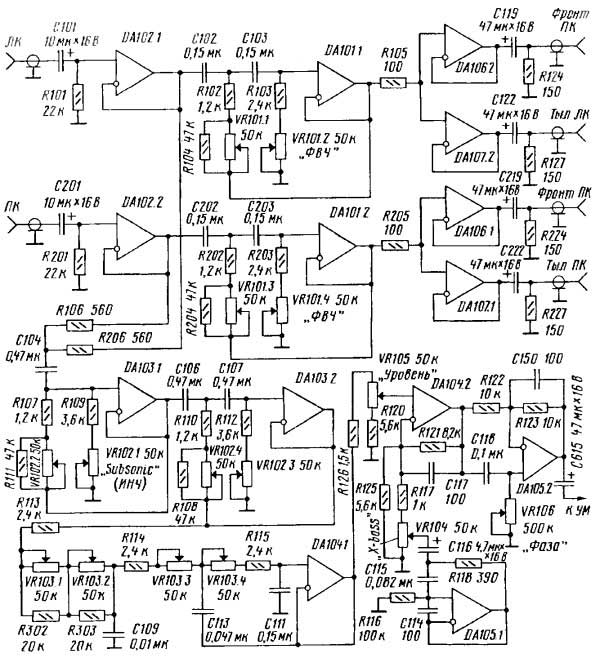 ЛК
C101
10 мк×16 В
DA102.1
C102
0,15 мк
C103
0,15 мк
DA101.1
R105
100
DA106.2
C119
47 мк×16 В
Фронт
ПК
R124
150
R101
22 к
R102
1,2 к
R103
2,4 к
R104 47 к
VR101.1
50 к
VR101.2 50 к
„ФВЧ"
C122
47 мк×16 В
Тыл ЛК
DA107.2
R127
150
ПК
C201
10 мк×16 В
DA102.2
C202
0,15 мк
C203
0,15 мк
DA101.2
R205
100
C219
47 мк×16 В
Фронт ПК
DA106.1
R224
150
R201
22 к
R202
1,2 к
R203
2,4 к
R204 47 к
VR101.3
50 к
VR101.4 50 к
„ФВЧ"
C222
47 мк×16 В
Тыл ПК
DA107.1
R227
150
R106 560
R206 560
C104
0,47 мк
DA103.1
C106
0,47 мк
C107
0,47 мк
DA103.2
VR105 50 к
„Уровень"
DA104.2
R122
10 к
C150 100
R123 10 к
C615 47 мк×16 В
R107
1,2 к
R109
3,6 к
R110
1,2 к
R112
3,6 к
R120
5,6 к
R121 8,2 к
C118
0,1 мк
DA105.2
к УМ
R111 47 к
VR102.2 50 к
VR102.1 50 к
„Subsonic"
(ИНЧ)
VR102.4
50 к
VR102.3 50 к
R108
47 к
R126 1,5 к
R125
5,6 к
R117
1 к
C117
100
VR106
500 к
„Фаза"
R113
2,4 к
R114
2,4 к
R115
2,4 к
DA104.1
„X-bass"
VR104 50 к
C115
0,082 мк
C116 4,7 мк×16 В
R118 390
VR103.1
50 к
VR103.2
50 к
VR103.3
50 к
VR103.4
50 к
R302
20 к
R303
20 к
C109
0,01 мк
C113
0,047 мк
C111
0,15 мк
R116
100 к
C114
100
DA105.1